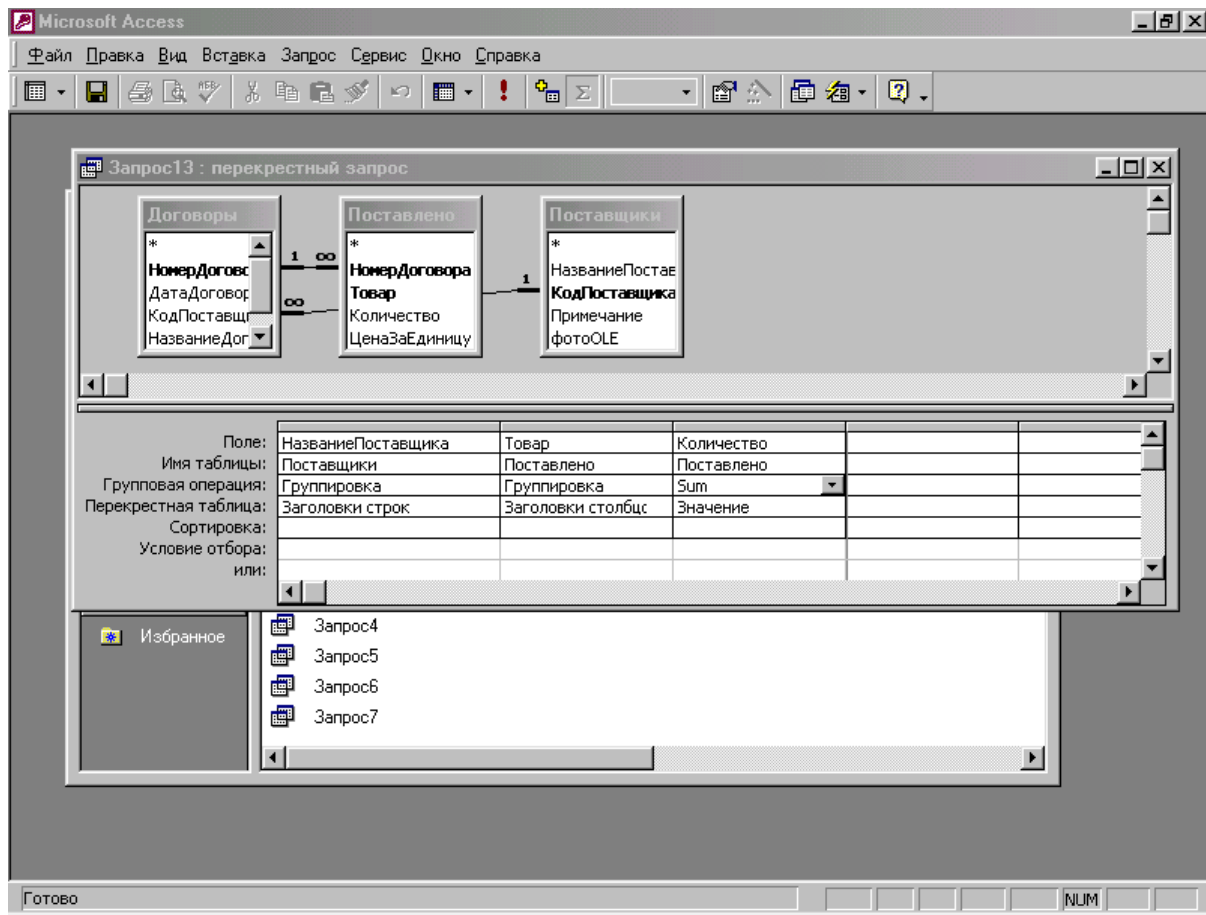 Microsoft Access
Файл Правка Вид Вставка Запрос Сервис Окно Справка
Запрос13 : перекрестный запрос
Договоры Поставлено Поставщики
* * *
НомерДогово НомерДоговора НазваниеПостав
ДатаДоговор Товар КодПоставщика
КодПоставщи Количество Примечание
НазваниеДог ЦенаЗаЕдиницу фотоOLE
1 ∞ 1
∞
Поле: НазваниеПоставщика Товар Количество
Имя таблицы: Поставщики Поставлено Поставлено
Групповая операция: Группировка Группировка Sum
Перекрестная таблица: Заголовки строк Заголовки столбцо Значение
Сортировка:
Условие отбора:
или:
Избранное
Запрос4
Запрос5
Запрос6
Запрос7
Готово NUM